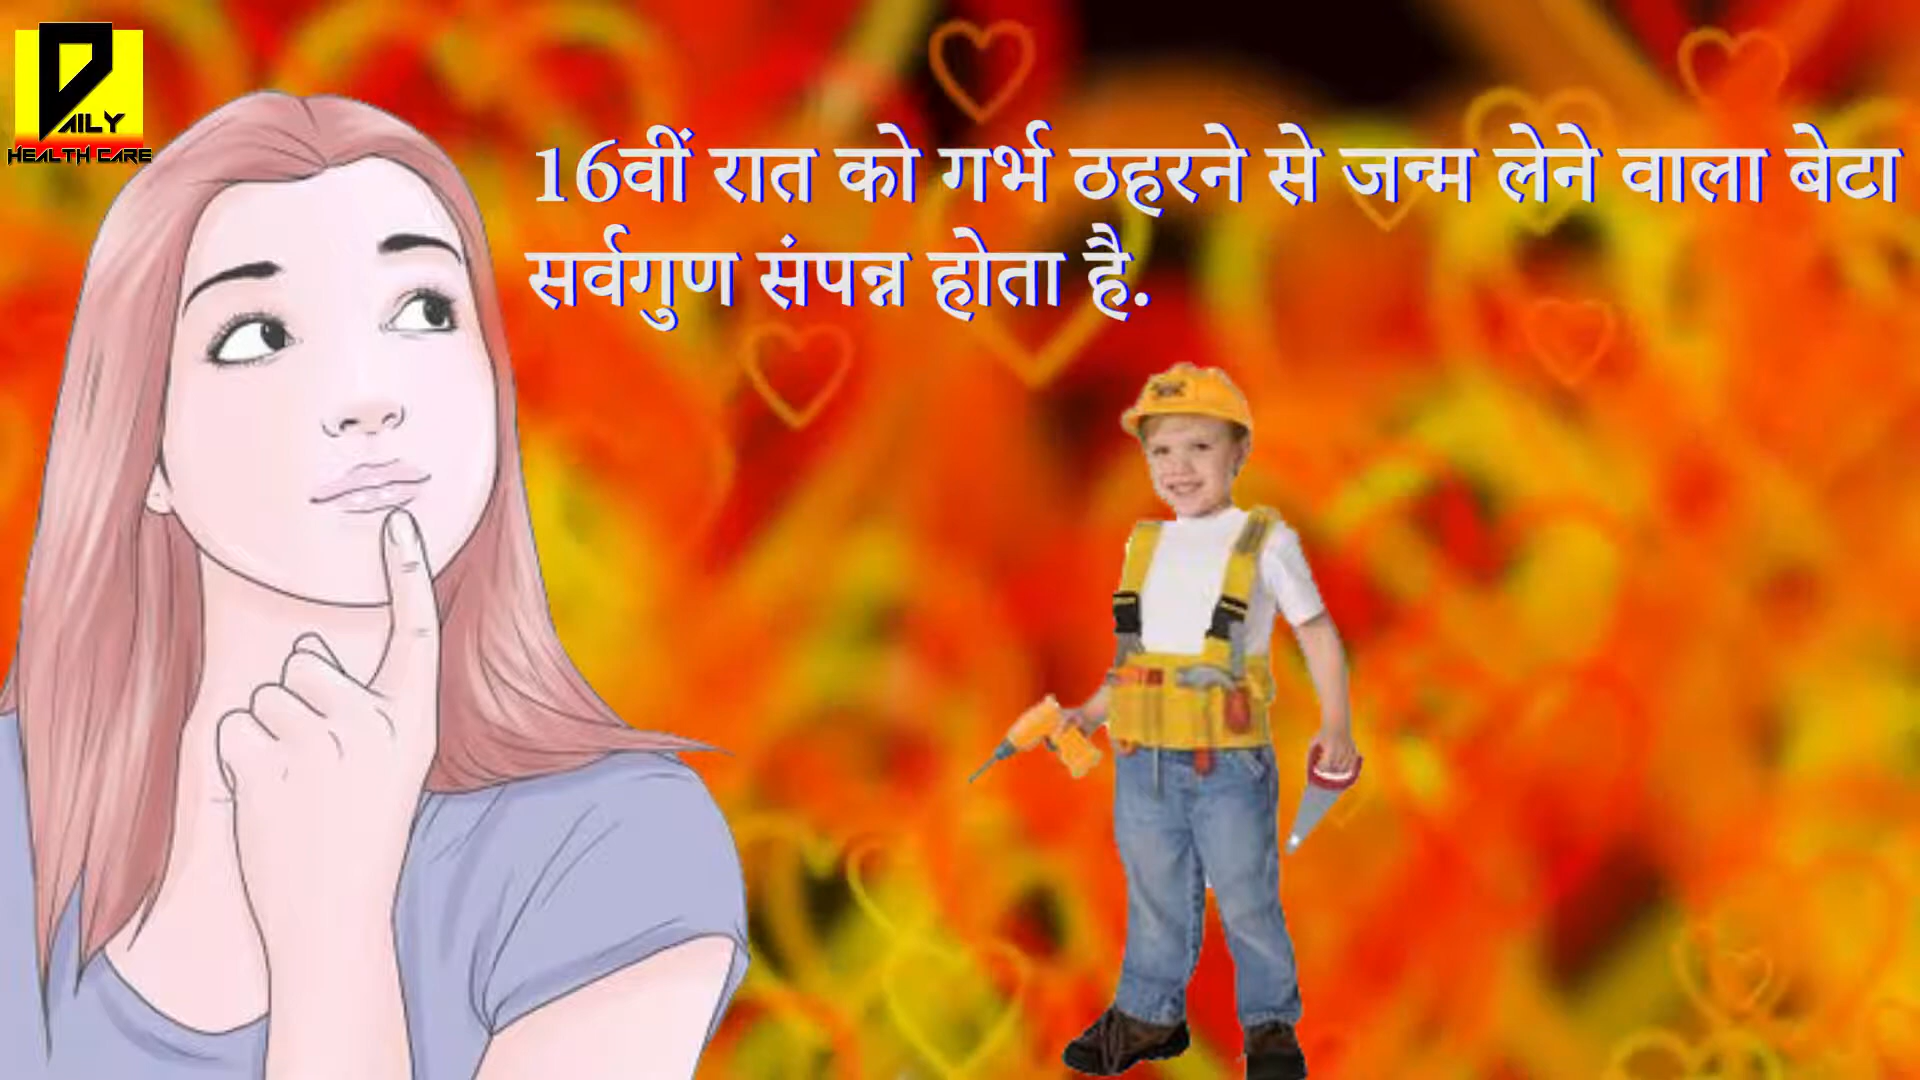 DAILY
HEALTH CARE
16वीं रात को गर्भ ठहरने से जन्म लेने वाला बेटा
सर्वगुण संपन्न होता है.